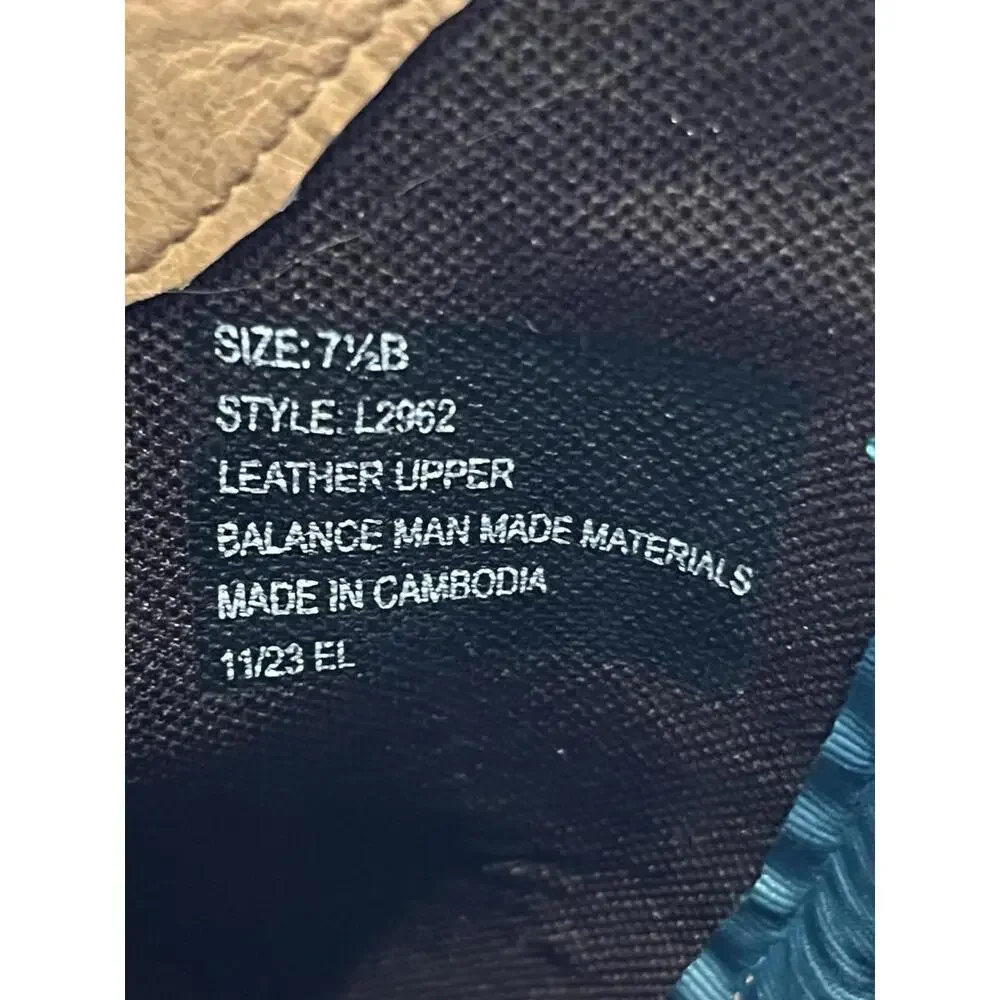 SIZE: 7½B
STYLE: L2962
LEATHER UPPER
BALANCE MAN MADE MATERIALS
MADE IN CAMBODIA
11/23 EL